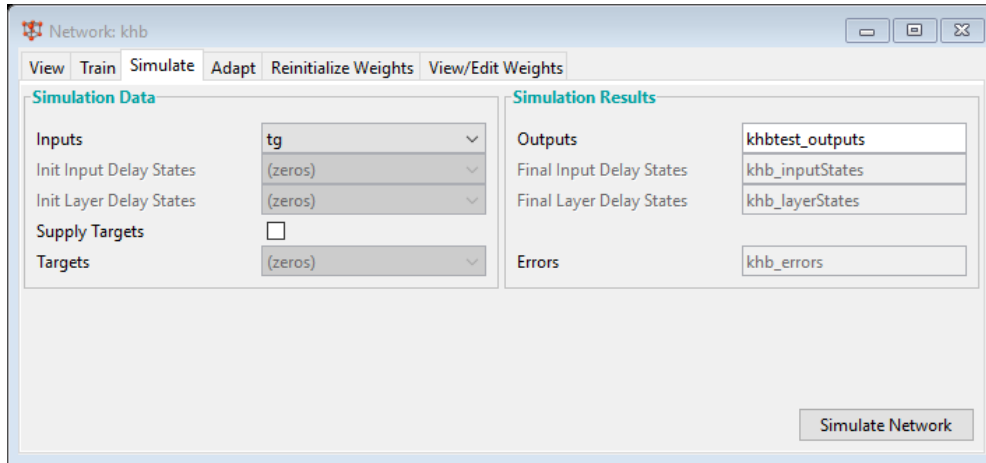 Network: khb
View Train Simulate Adapt Reinitialize Weights View/Edit Weights
Simulation Data
Inputs tg
Init Input Delay States (zeros)
Init Layer Delay States (zeros)
Supply Targets
Targets (zeros)
Simulation Results
Outputs khbtest_outputs
Final Input Delay States khb_inputStates
Final Layer Delay States khb_layerStates
Errors khb_errors
Simulate Network